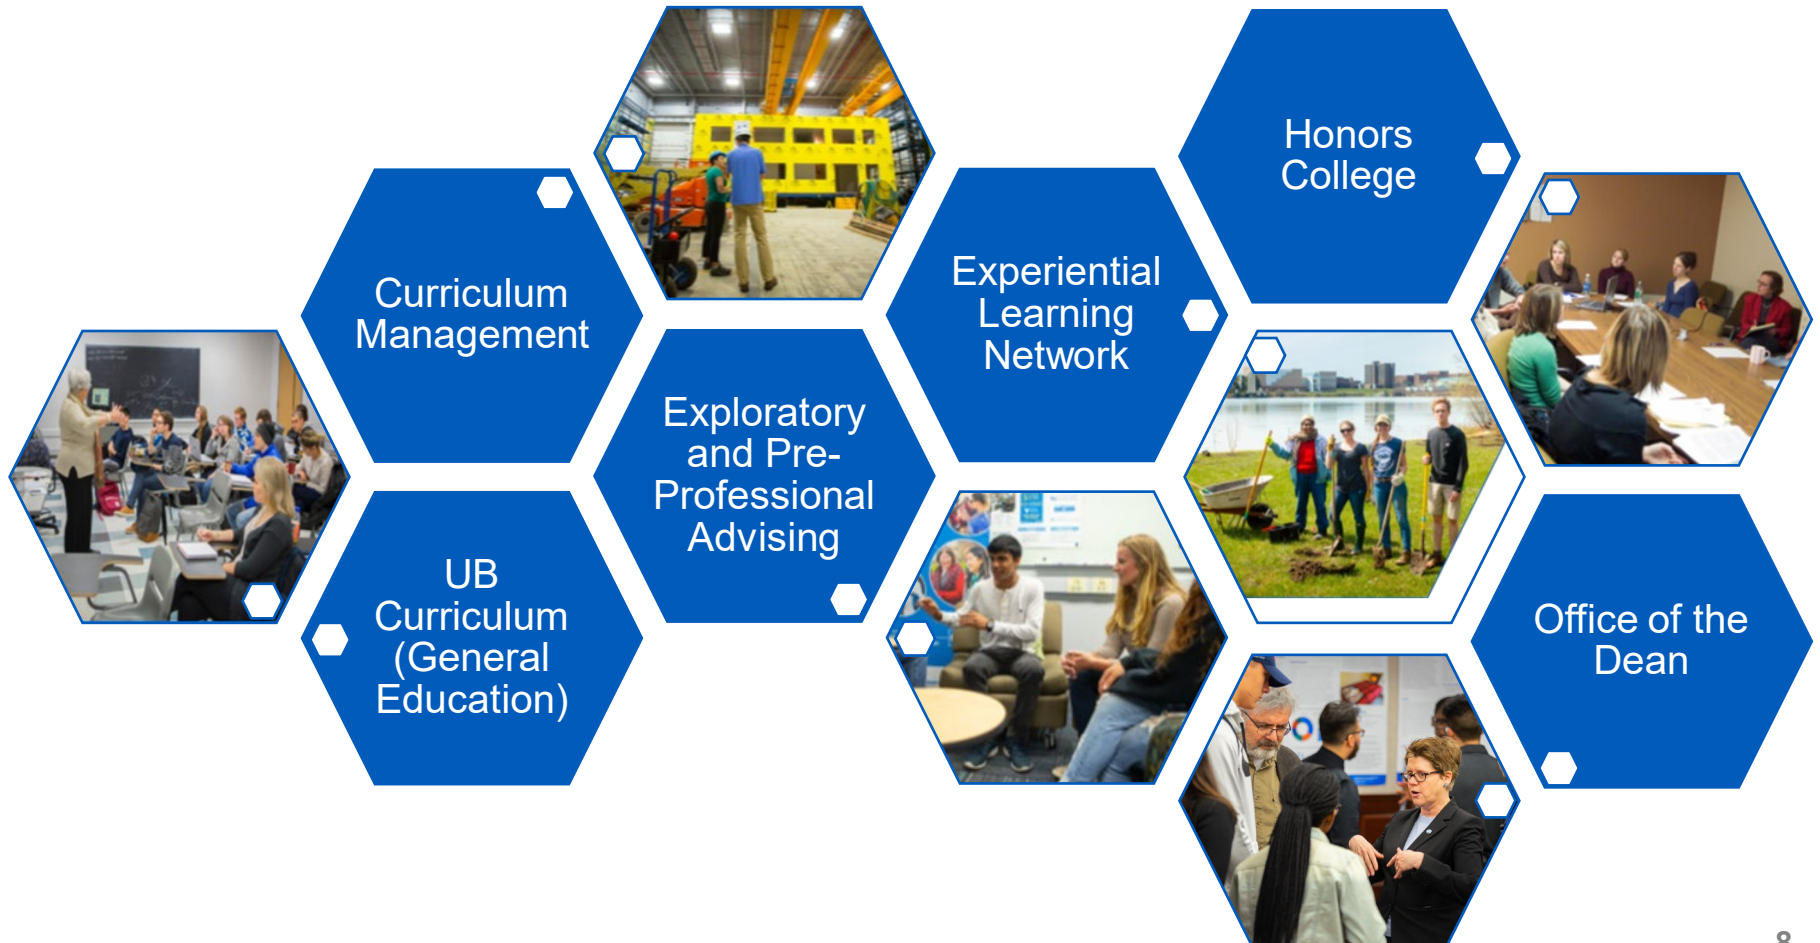 Curriculum
Management
UB
Curriculum
(General
Education)
Exploratory
and Pre-
Professional
Advising
Experiential
Learning
Network
Honors
College
Office of the
Dean
8